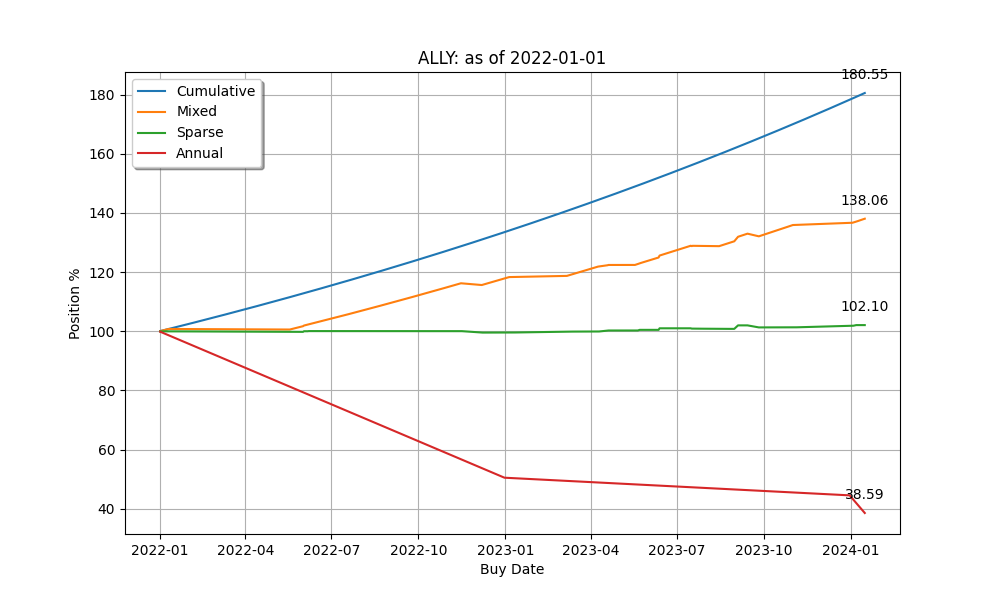 ALLY: as of 2022-01-01
180.55
180
Cumulative
Mixed
Sparse
Annual
160
138.06
140
120
102.10
100
80
60
38.59
40
2022-01 2022-04 2022-07 2022-10 2023-01 2023-04 2023-07 2023-10 2024-01
Buy Date
Position %